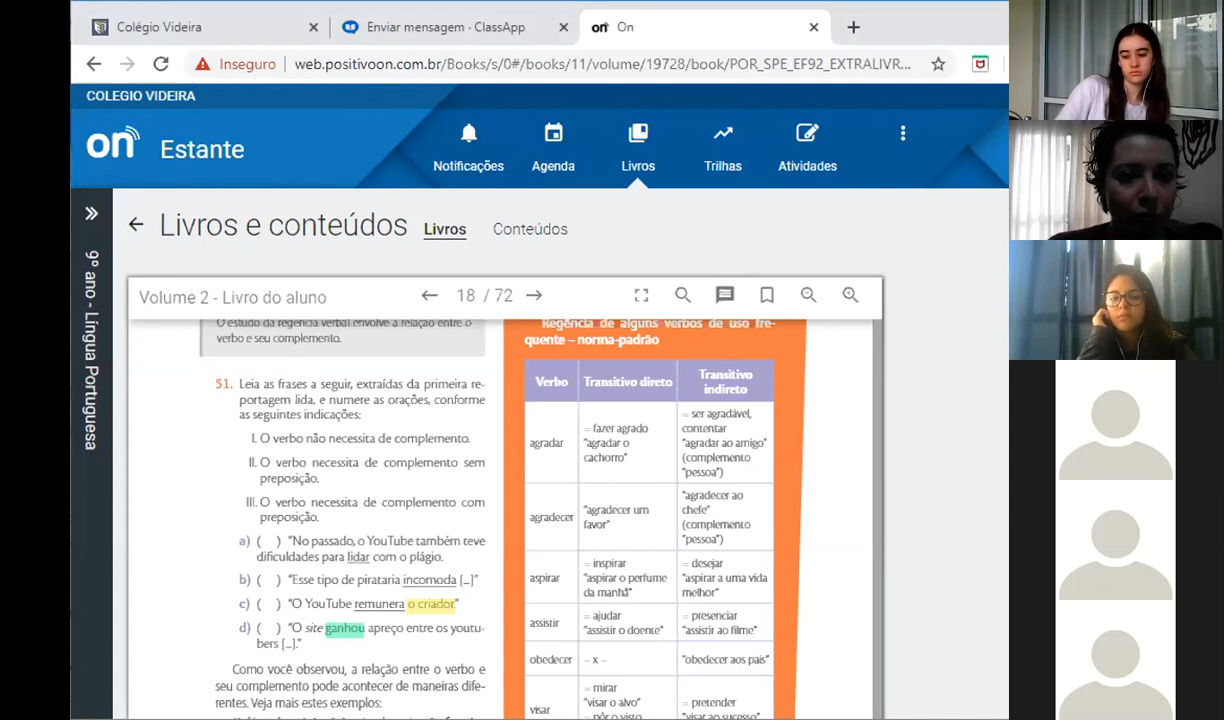 Colégio Videira
Enviar mensagem · ClassApp
On
Inseguro
web.positivoon.com.br/Books/s/0#/books/11/volume/19728/book/POR_SPE_EF92_EXTRALIVR...
COLEGIO VIDEIRA
on
Estante
Notificações
Agenda
Livros
Trilhas
Atividades
9º ano - Língua Portuguesa
Livros e conteúdos
Livros
Conteúdos
Volume 2 - Livro do aluno
18 / 72
O estudo da regência verbal envolve a relação entre o
verbo e seu complemento.
51. Leia as frases a seguir, extraídas da primeira re-
portagem lida, e numere as orações, conforme
as seguintes indicações:
I. O verbo não necessita de complemento.
II. O verbo necessita de complemento sem
preposição.
III. O verbo necessita de complemento com
preposição.
a) ( ) "No passado, o YouTube também teve
dificuldades para lidar com o plágio.
b) ( ) "Esse tipo de pirataria incomoda [...]"
c) ( ) "O YouTube remunera o criador."
d) ( ) "O site ganhou apreço entre os youtu-
bers [...]."
Como você observou, a relação entre o verbo e
seu complemento pode acontecer de maneiras dife-
rentes. Veja mais estes exemplos:
Regência de alguns verbos de uso fre-
quente – norma-padrão
Verbo
Transitivo direto
Transitivo
indireto
agradar
= fazer agrado
"agradar o
cachorro"
= ser agradável,
contentar
"agradar ao amigo"
(complemento
"pessoa")
agradecer
"agradecer um
favor"
"agradecer ao
chefe"
(complemento
"pessoa")
aspirar
= inspirar
"aspirar o perfume
da manhã"
= desejar
"aspirar a uma vida
melhor"
assistir
= ajudar
"assistir o doente"
= presenciar
"assistir ao filme"
obedecer
– x –
"obedecer aos pais"
visar
= mirar
"visar o alvo"
= pôr o visto
= pretender
"visar ao sucesso"